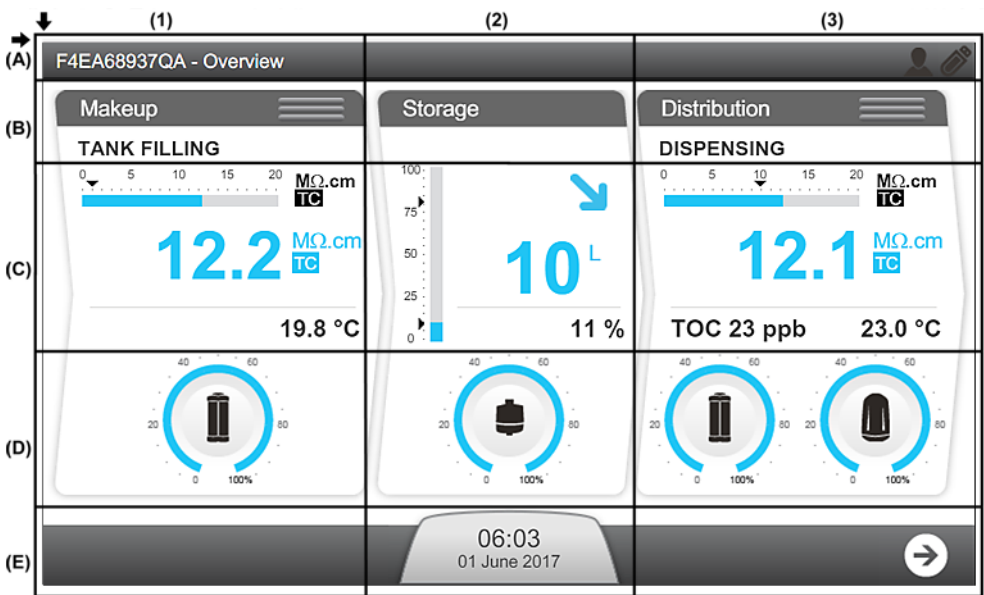 (1) (2) (3)
(A) F4EA68937QA - Overview
(B) Makeup Storage Distribution
TANK FILLING DISPENSING
0 5 10 15 20 MΩ.cm 100 0 5 10 15 20 MΩ.cm
TC TC
75
(C) 12.2 MΩ.cm TC 50 10 L 12.1 MΩ.cm TC
25
19.8 °C 0 11 % TOC 23 ppb 23.0 °C
40 60 40 60 40 60 40 60
20 80 20 80 20 80 20 80
(D)
0 100% 0 100% 0 100% 0 100%
06:03
(E) 01 June 2017